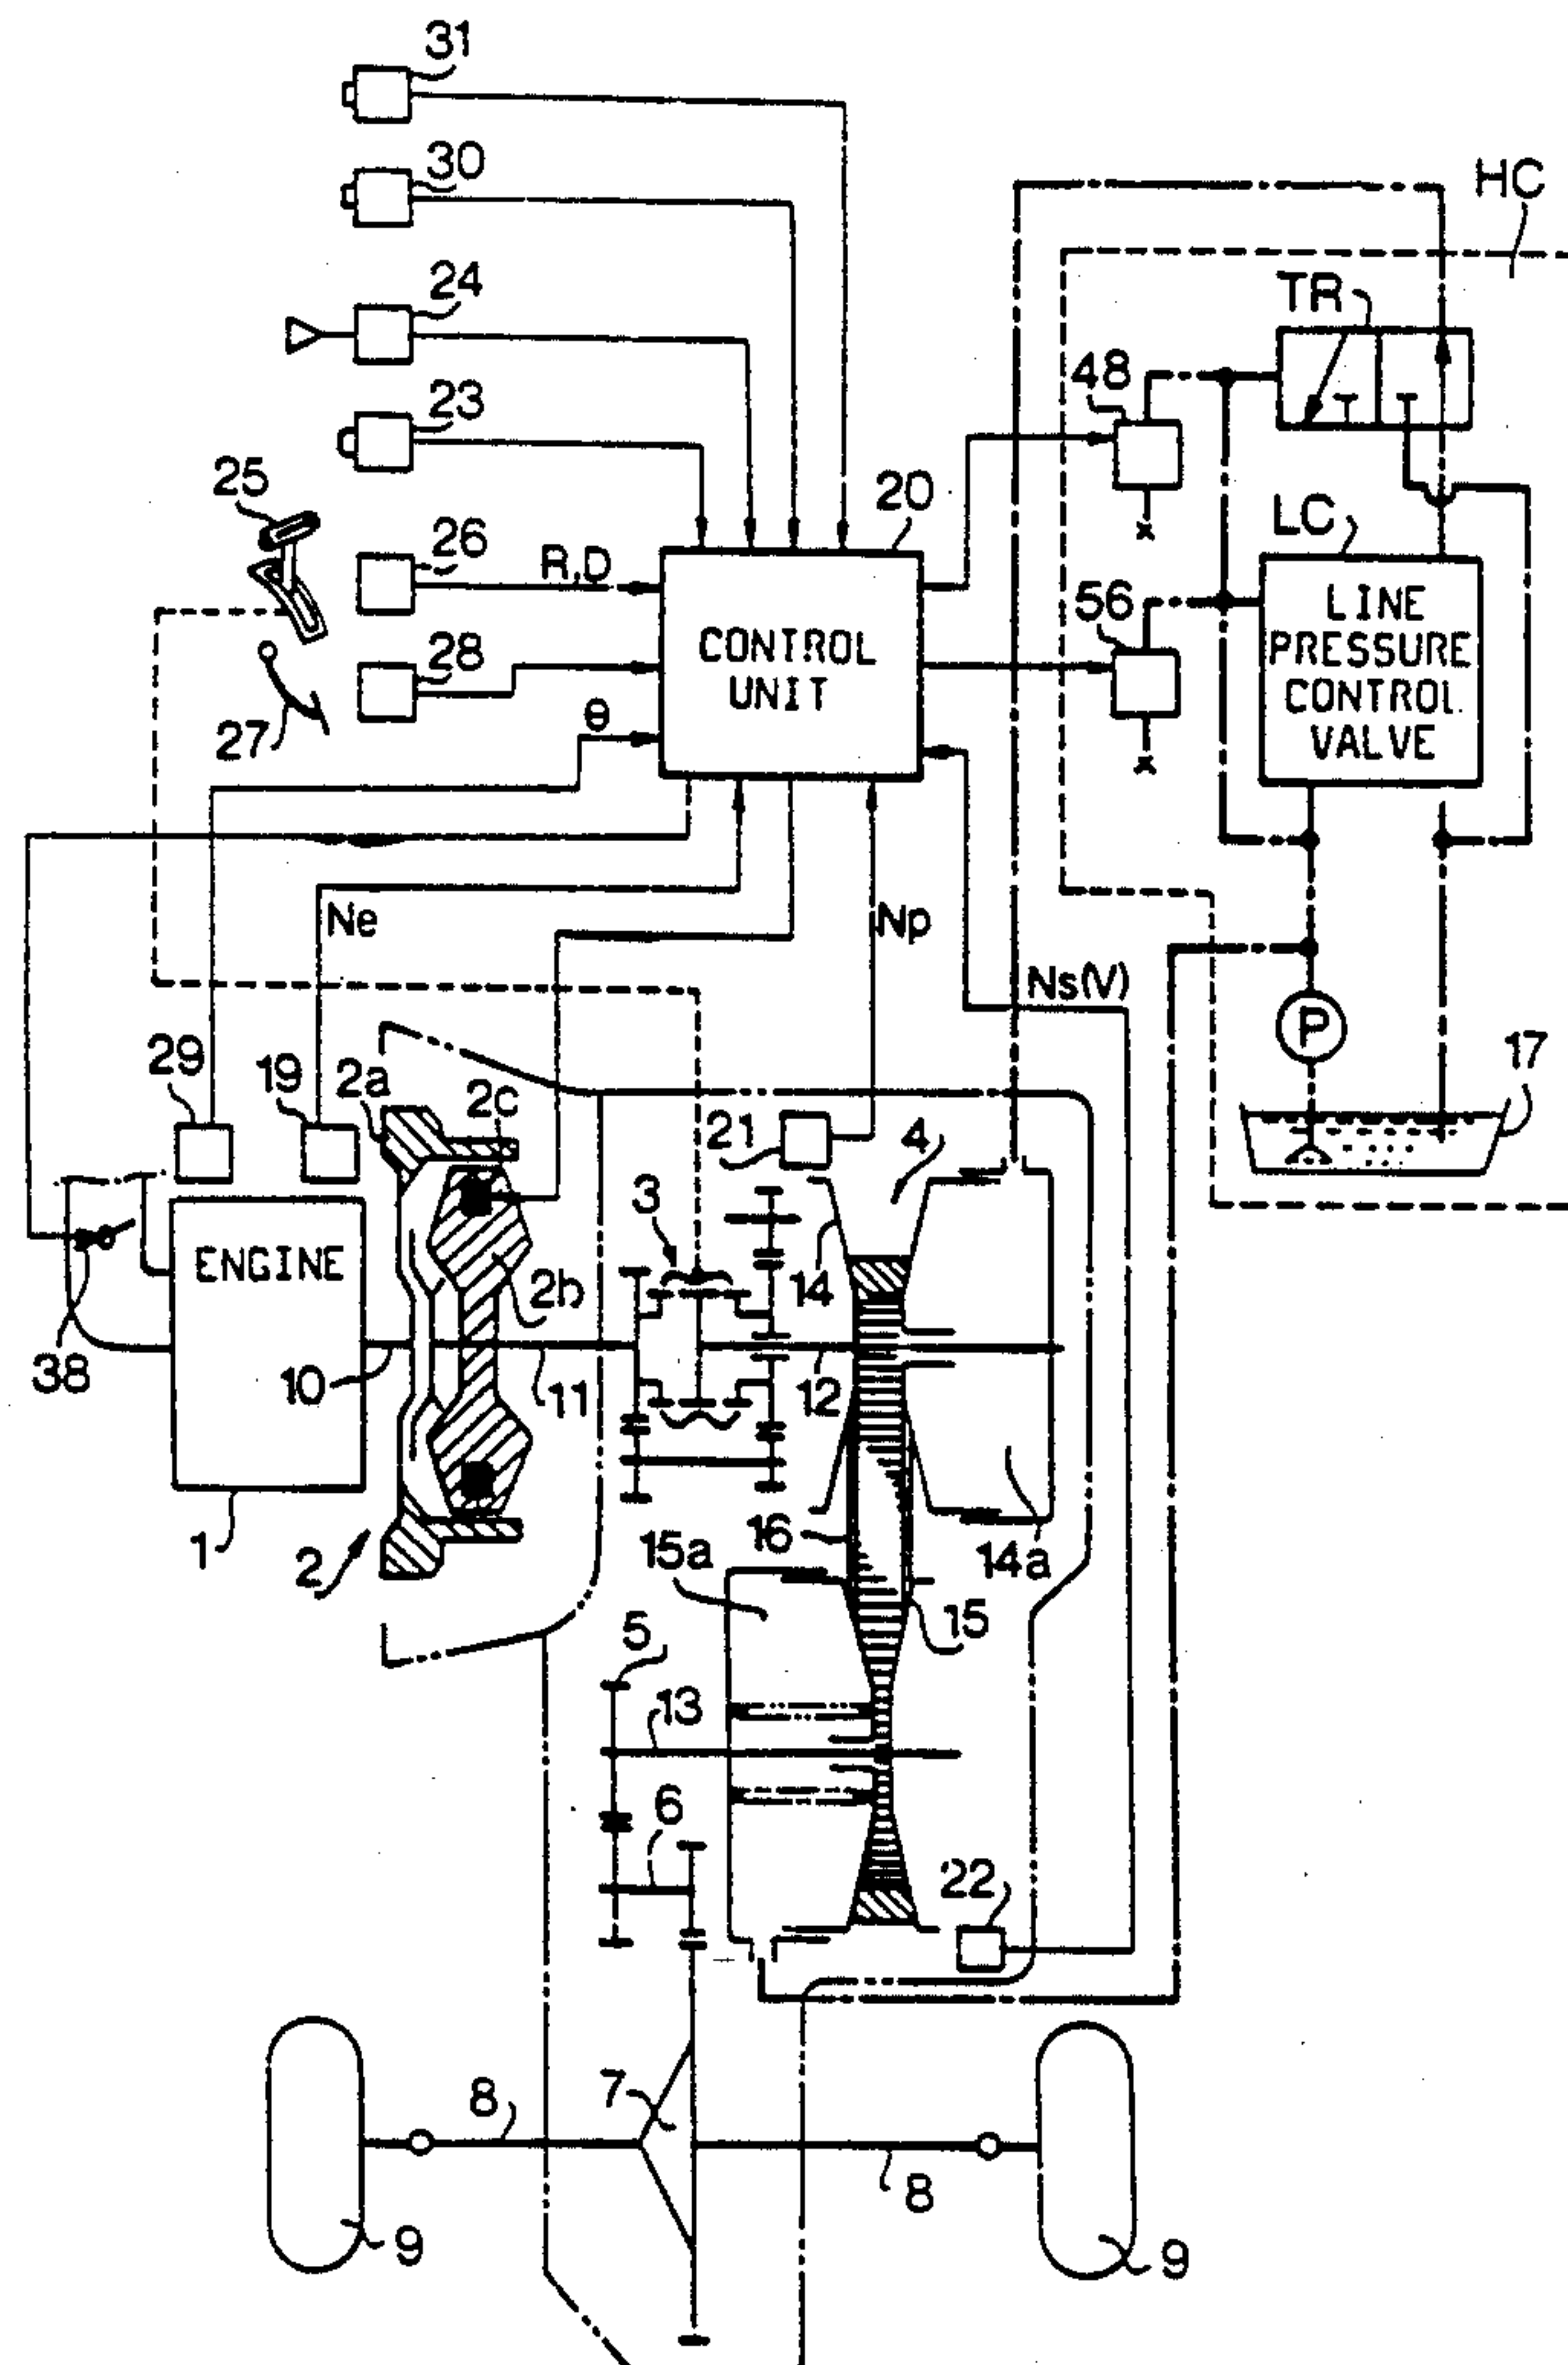 31
30
HC
24
TR
48
23
25
20
26
R.D
LC
56
LINE
PRESSURE
CONTROL
VALVE
CONTROL
UNIT
28
27
θ
x
x
Ne
Np
Ns(V)
P
17
29
19
2a
2c
21
4
3
14
ENGINE
2b
38
10
11
12
1
2
16
15a
14a
15
5
13
6
22
7
8
8
9
9